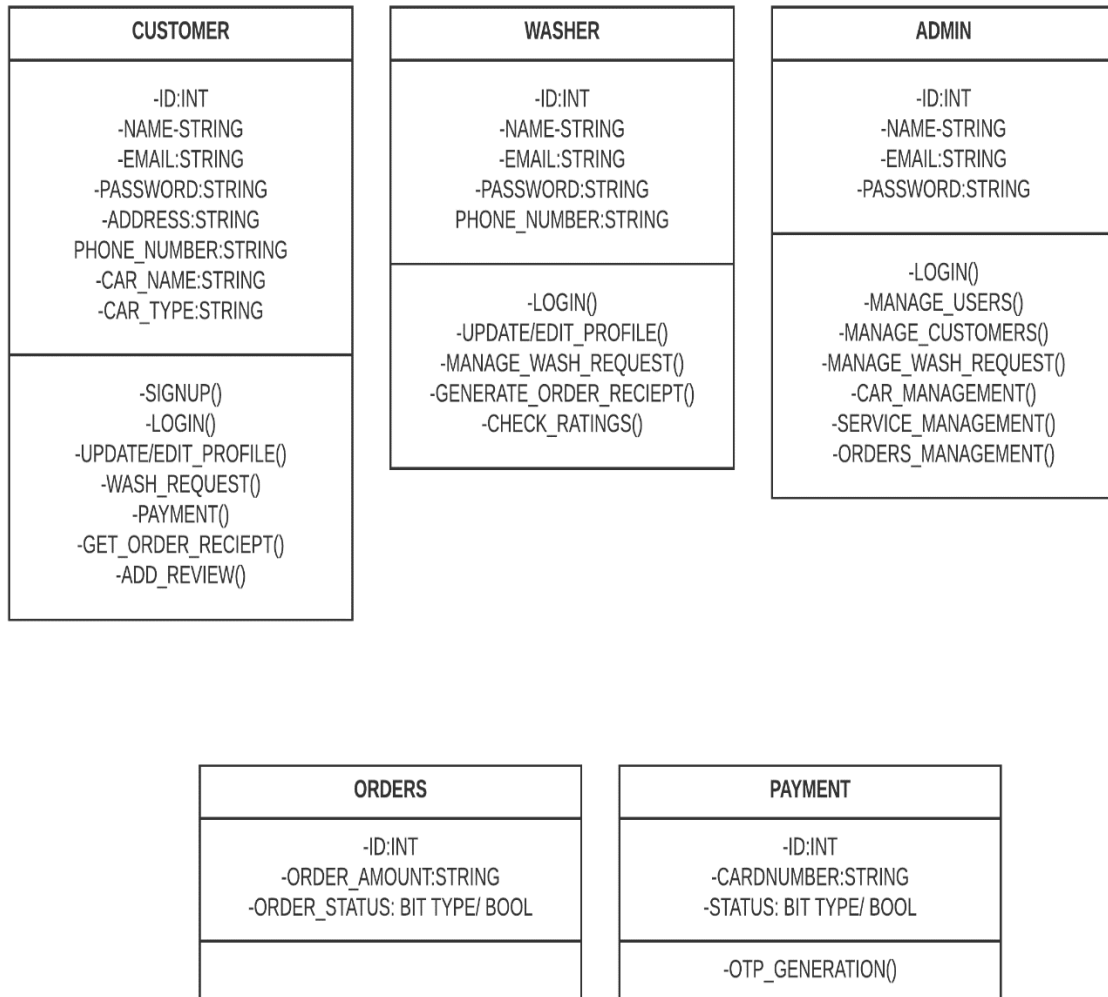 CUSTOMER
-ID:INT
-NAME-STRING
-EMAIL:STRING
-PASSWORD:STRING
-ADDRESS:STRING
PHONE_NUMBER:STRING
-CAR_NAME:STRING
-CAR_TYPE:STRING
-SIGNUP()
-LOGIN()
-UPDATE/EDIT_PROFILE()
-WASH_REQUEST()
-PAYMENT()
-GET_ORDER_RECIEPT()
-ADD_REVIEW()
WASHER
-ID:INT
-NAME-STRING
-EMAIL:STRING
-PASSWORD:STRING
PHONE_NUMBER:STRING
-LOGIN()
-UPDATE/EDIT_PROFILE()
-MANAGE_WASH_REQUEST()
-GENERATE_ORDER_RECIEPT()
-CHECK_RATINGS()
ADMIN
-ID:INT
-NAME-STRING
-EMAIL:STRING
-PASSWORD:STRING
-LOGIN()
-MANAGE_USERS()
-MANAGE_CUSTOMERS()
-MANAGE_WASH_REQUEST()
-CAR_MANAGEMENT()
-SERVICE_MANAGEMENT()
-ORDERS_MANAGEMENT()
ORDERS
-ID:INT
-ORDER_AMOUNT:STRING
-ORDER_STATUS: BIT TYPE/ BOOL
PAYMENT
-ID:INT
-CARDNUMBER:STRING
-STATUS: BIT TYPE/ BOOL
-OTP_GENERATION()